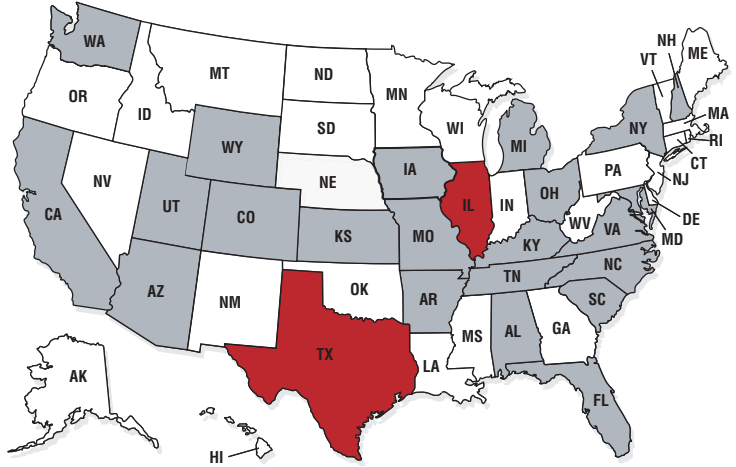 WA
NH
VT
ME
MT
ND
MN
OR
ID
SD
WI
MI
NY
MA
RI
CT
WY
IA
NE
PA
NJ
NV
UT
CO
IL
IN
OH
WV
VA
DE
MD
CA
KS
MO
KY
NC
TN
AZ
NM
OK
AR
SC
MS
AL
GA
TX
LA
AK
FL
HI